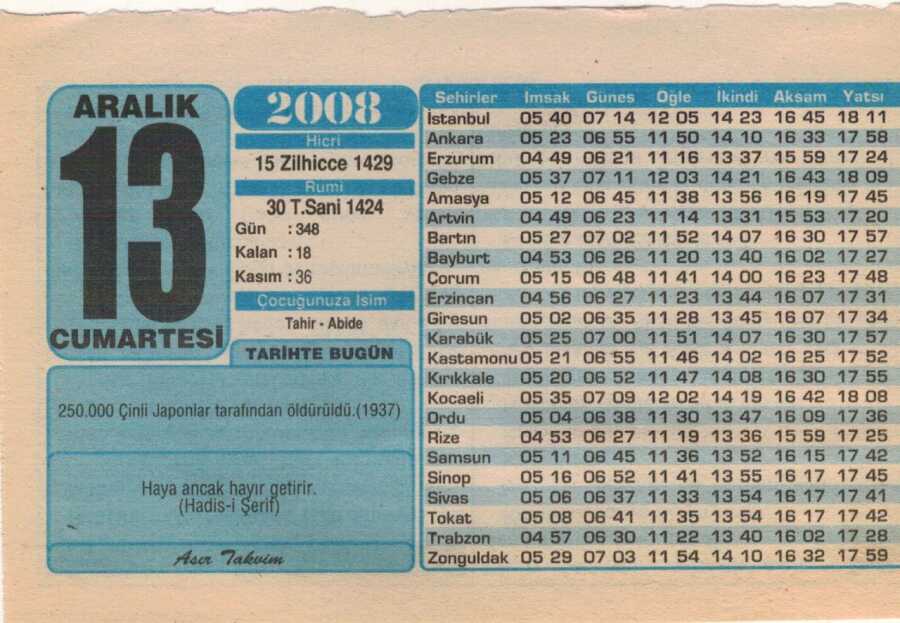 ARALIK
13
CUMARTESİ
2008
Hicri
15 Zilhicce 1429
Rumi
30 T.Sani 1424
Gün : 348
Kalan : 18
Kasım : 36
Çocuğunuza İsim
Tahir - Abide
TARİHTE BUGÜN
250.000 Çinli Japonlar tarafından öldürüldü.(1937)
Haya ancak hayır getirir.
(Hadis-i Şerif)
Asır Takvim
Sehirler Imsak Günes Oğle İkindi Aksam Yatsı
İstanbul 05 40 07 14 12 05 14 23 16 45 18 11
Ankara 05 23 06 55 11 50 14 10 16 33 17 58
Erzurum 04 49 06 21 11 16 13 37 15 59 17 24
Gebze 05 37 07 11 12 03 14 21 16 43 18 09
Amasya 05 12 06 45 11 38 13 56 16 19 17 45
Artvin 04 49 06 23 11 14 13 31 15 53 17 20
Bartın 05 27 07 02 11 52 14 07 16 30 17 57
Bayburt 04 53 06 26 11 20 13 40 16 02 17 27
Çorum 05 15 06 48 11 41 14 00 16 23 17 48
Erzincan 04 56 06 27 11 23 13 44 16 07 17 31
Giresun 05 02 06 35 11 28 13 45 16 07 17 34
Karabük 05 25 07 00 11 51 14 07 16 30 17 57
Kastamonu 05 21 06 55 11 46 14 02 16 25 17 52
Kırıkkale 05 20 06 52 11 47 14 08 16 30 17 55
Kocaeli 05 35 07 09 12 02 14 19 16 42 18 08
Ordu 05 04 06 38 11 30 13 47 16 09 17 36
Rize 04 53 06 27 11 19 13 36 15 59 17 25
Samsun 05 11 06 45 11 36 13 52 16 15 17 42
Sinop 05 16 06 52 11 41 13 55 16 17 17 45
Sivas 05 06 06 37 11 33 13 54 16 17 17 41
Tokat 05 08 06 41 11 35 13 54 16 17 17 42
Trabzon 04 57 06 30 11 22 13 40 16 02 17 28
Zonguldak 05 29 07 03 11 54 14 10 16 32 17 59